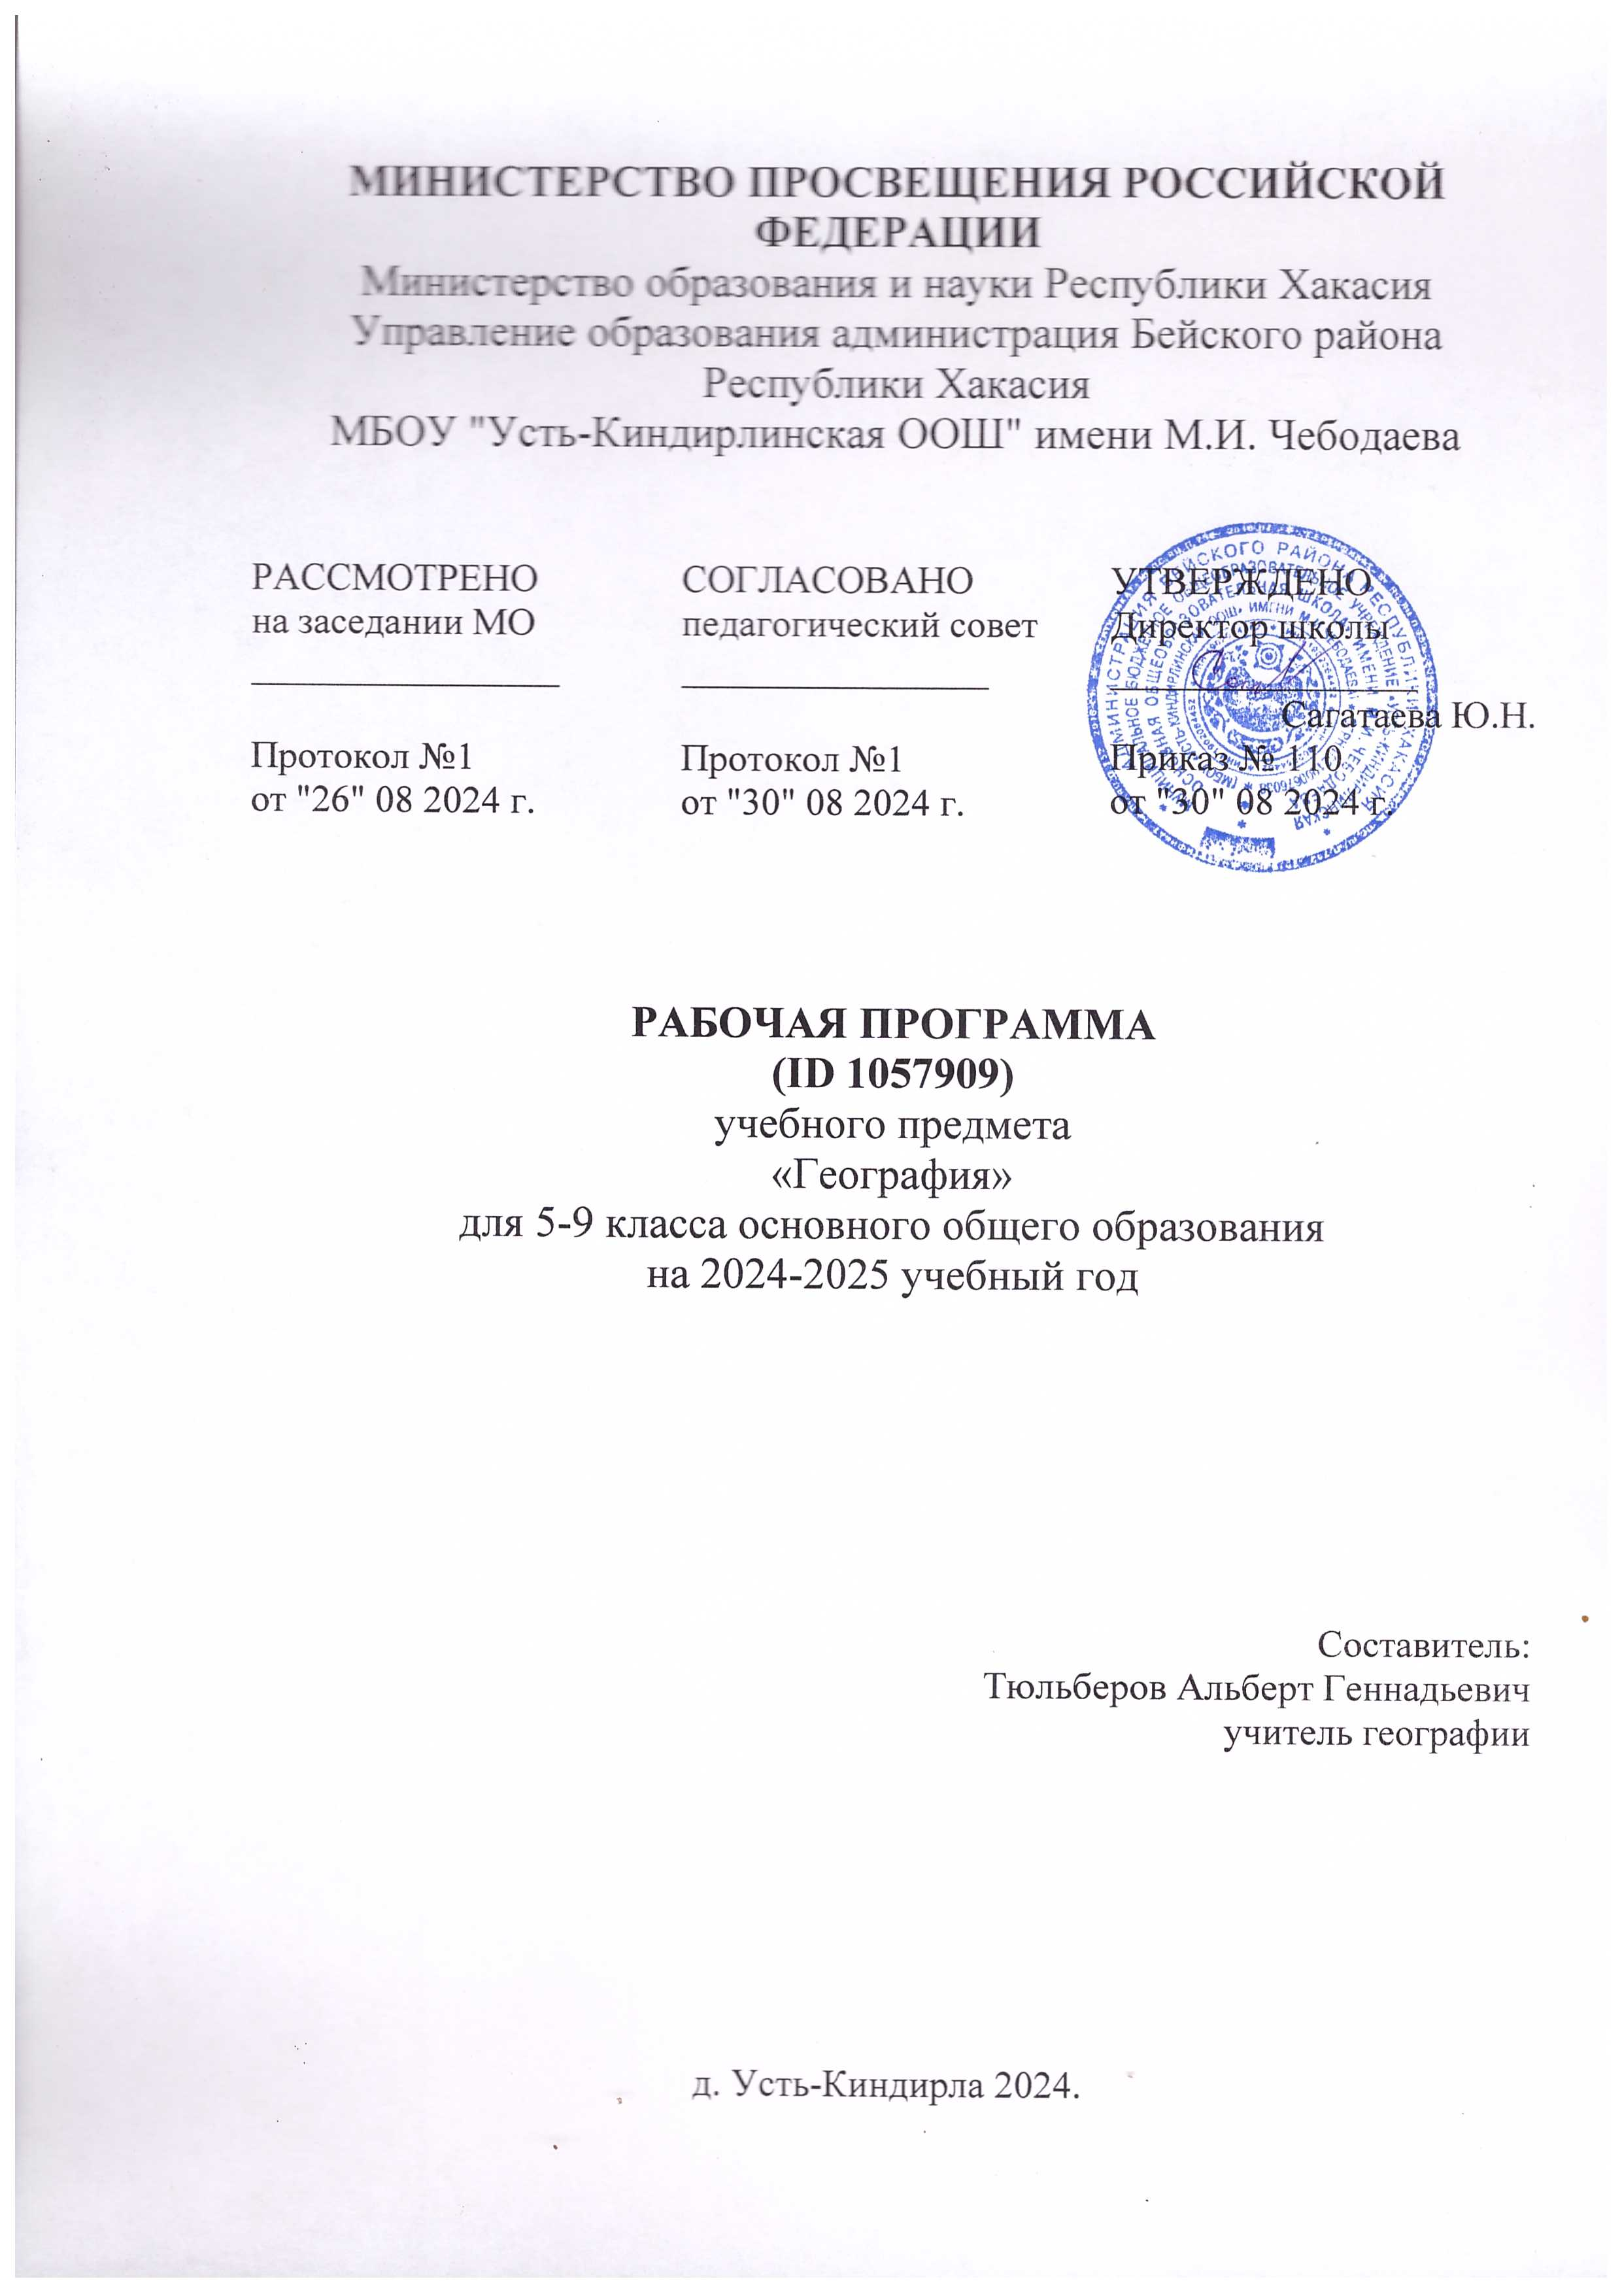 МИНИСТЕРСТВО ПРОСВЕЩЕНИЯ РОССИЙСКОЙ
ФЕДЕРАЦИИ
Министерство образования и науки Республики Хакасия
Управление образования администрация Бейского района
Республики Хакасия
МБОУ "Усть-Киндирлинская ООШ" имени М.И. Чебодаева
РАССМОТРЕНО
на заседании МО
Протокол №1
от "26" 08 2024 г.
СОГЛАСОВАНО
педагогический совет
Протокол №1
от "30" 08 2024 г.
УТВЕРЖДЕНО
Директор школы
Сагатаева Ю.Н.
Приказ № 110
от "30" 08 2024 г.
РАБОЧАЯ ПРОГРАММА
(ID 1057909)
учебного предмета
«География»
для 5-9 класса основного общего образования
на 2024-2025 учебный год
Составитель:
Тюльберов Альберт Геннадьевич
учитель географии
д. Усть-Киндирла 2024.